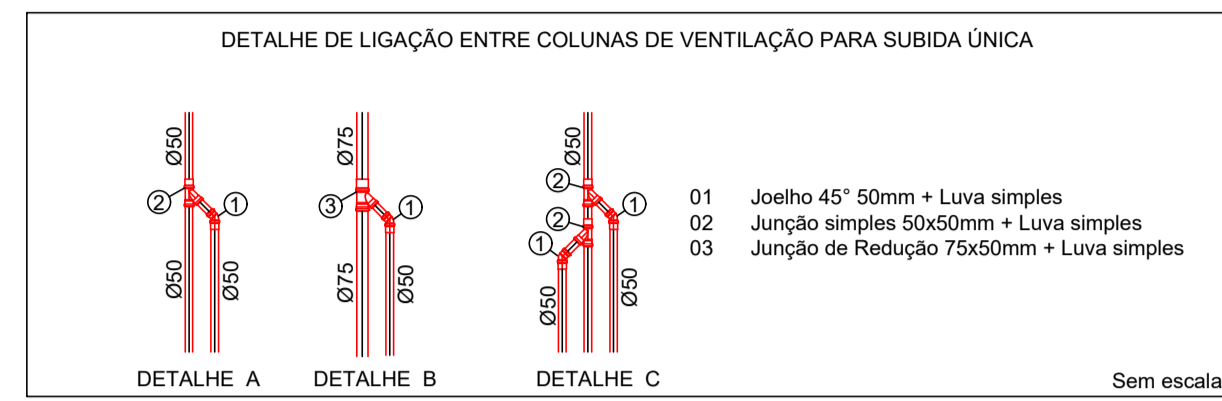 DETALHE DE LIGAÇÃO ENTRE COLUNAS DE VENTILAÇÃO PARA SUBIDA ÚNICA
Ø50
2
1
Ø50
Ø50
DETALHE A
Ø75
3
1
Ø75
Ø50
DETALHE B
Ø50
2
1
2
1
Ø50
Ø50
DETALHE C
01 Joelho 45° 50mm + Luva simples
02 Junção simples 50x50mm + Luva simples
03 Junção de Redução 75x50mm + Luva simples
Sem escala